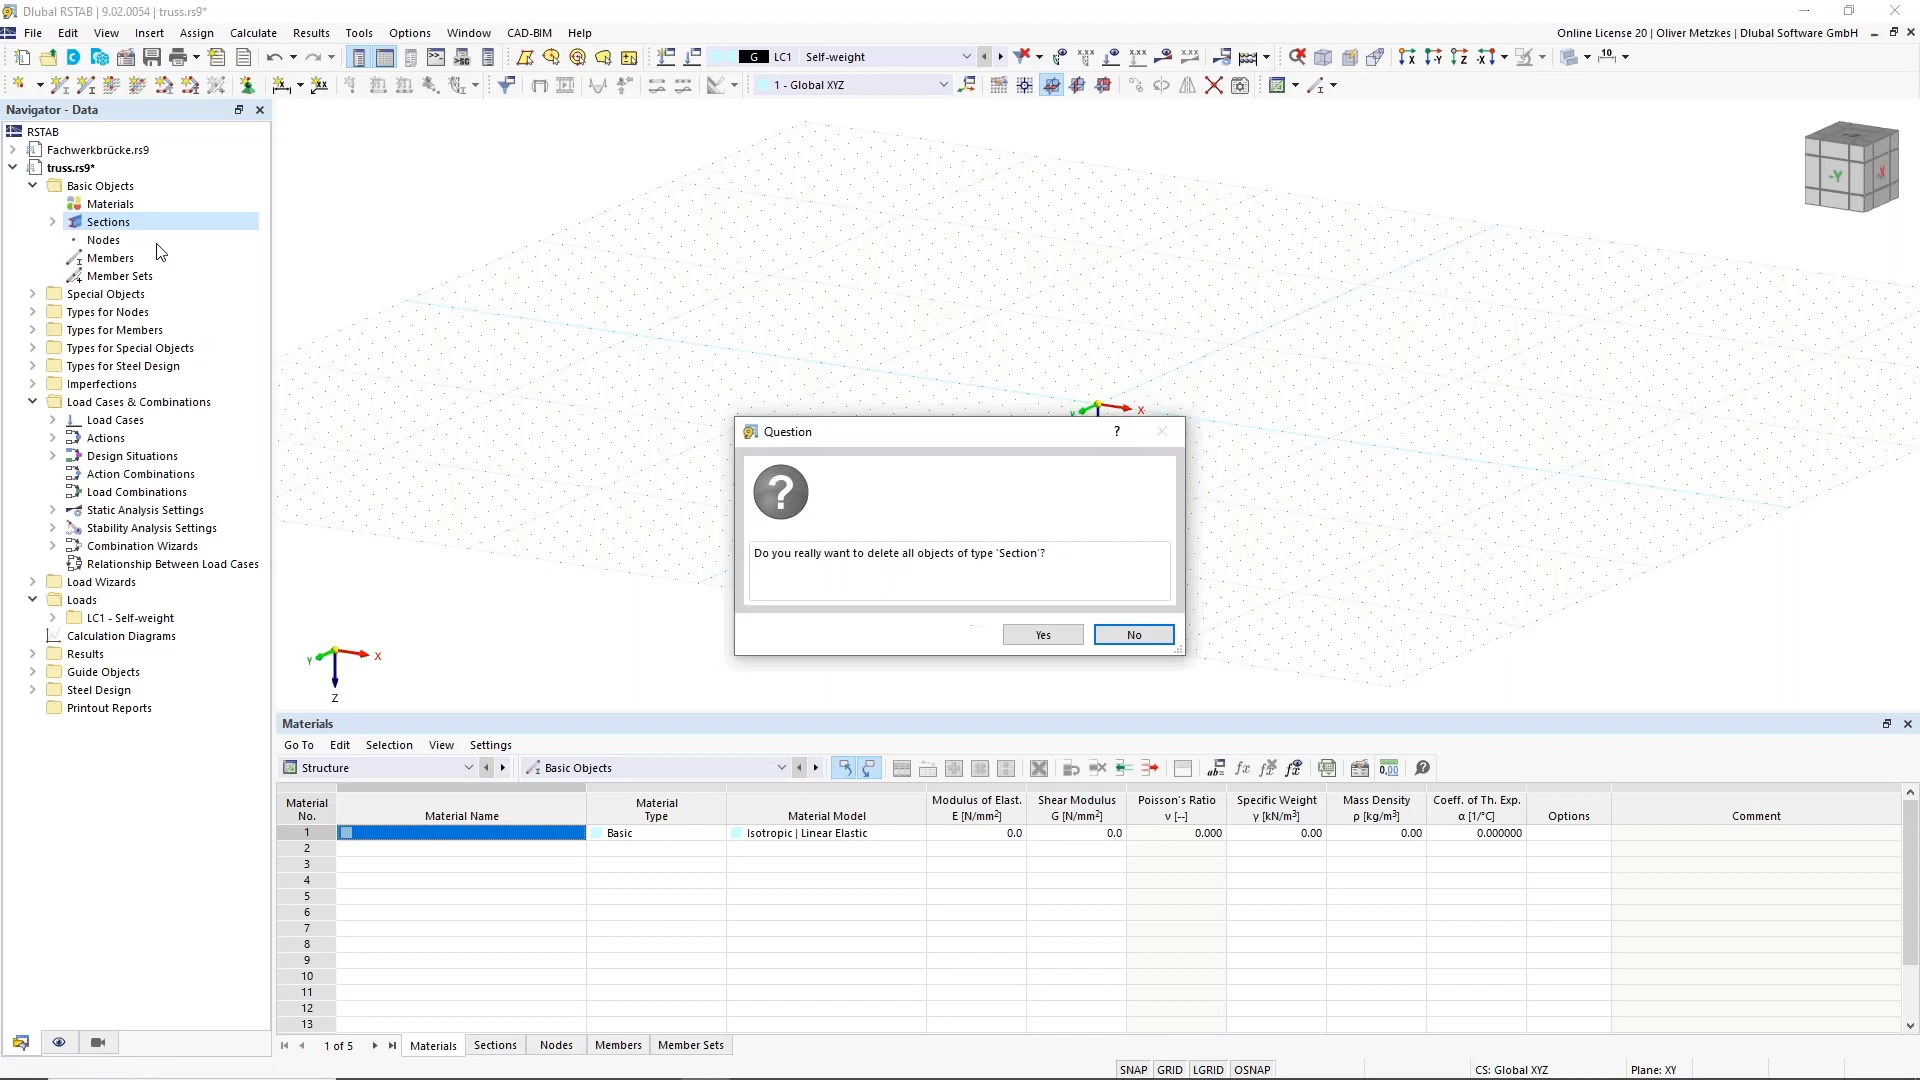 Dlubal RSTAB | 9.02.0054 | truss.rs9*
File Edit View Insert Assign Calculate Results Tools Options Window CAD-BIM Help
Online License 20 | Oliver Metzkes | Dlubal Software GmbH
G LC1 Self-weight
1 - Global XYZ
Navigator - Data
RSTAB
Fachwerkbrücke.rs9
truss.rs9*
Basic Objects
Materials
Sections
Nodes
Members
Member Sets
Special Objects
Types for Nodes
Types for Members
Types for Special Objects
Types for Steel Design
Imperfections
Load Cases & Combinations
Load Cases
Actions
Design Situations
Action Combinations
Load Combinations
Static Analysis Settings
Stability Analysis Settings
Combination Wizards
Relationship Between Load Cases
Load Wizards
Loads
LC1 - Self-weight
Calculation Diagrams
Results
Guide Objects
Steel Design
Printout Reports
-Y
-X
Y X
Y X
Z
Question ?
?
Do you really want to delete all objects of type 'Section'?
Yes No
Materials
Go To Edit Selection View Settings
Structure Basic Objects
Material No. Material Name Material Type Material Model Modulus of Elast. E [N/mm²] Shear Modulus G [N/mm²] Poisson's Ratio ν [--] Specific Weight γ [kN/m³] Mass Density ρ [kg/m³] Coeff. of Th. Exp. α [1/°C] Options Comment
1 Basic Isotropic | Linear Elastic 0.0 0.0 0.000 0.00 0.00 0.000000
2
3
4
5
6
7
8
9
10
11
12
13
1 of 5 Materials Sections Nodes Members Member Sets
SNAP GRID LGRID OSNAP CS: Global XYZ Plane: XY